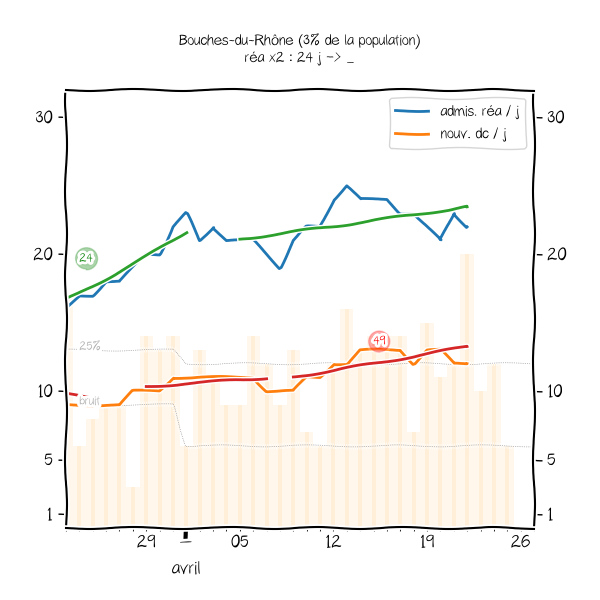 Bouches-du-Rhône (3% de la population)
réa x2 : 24 j -> _
admis. réa / j
nouv. dc / j
30 30
20 20
10 10
5 5
1 1
24
49
25%
bruit
29 1 05 12 19 26
avril